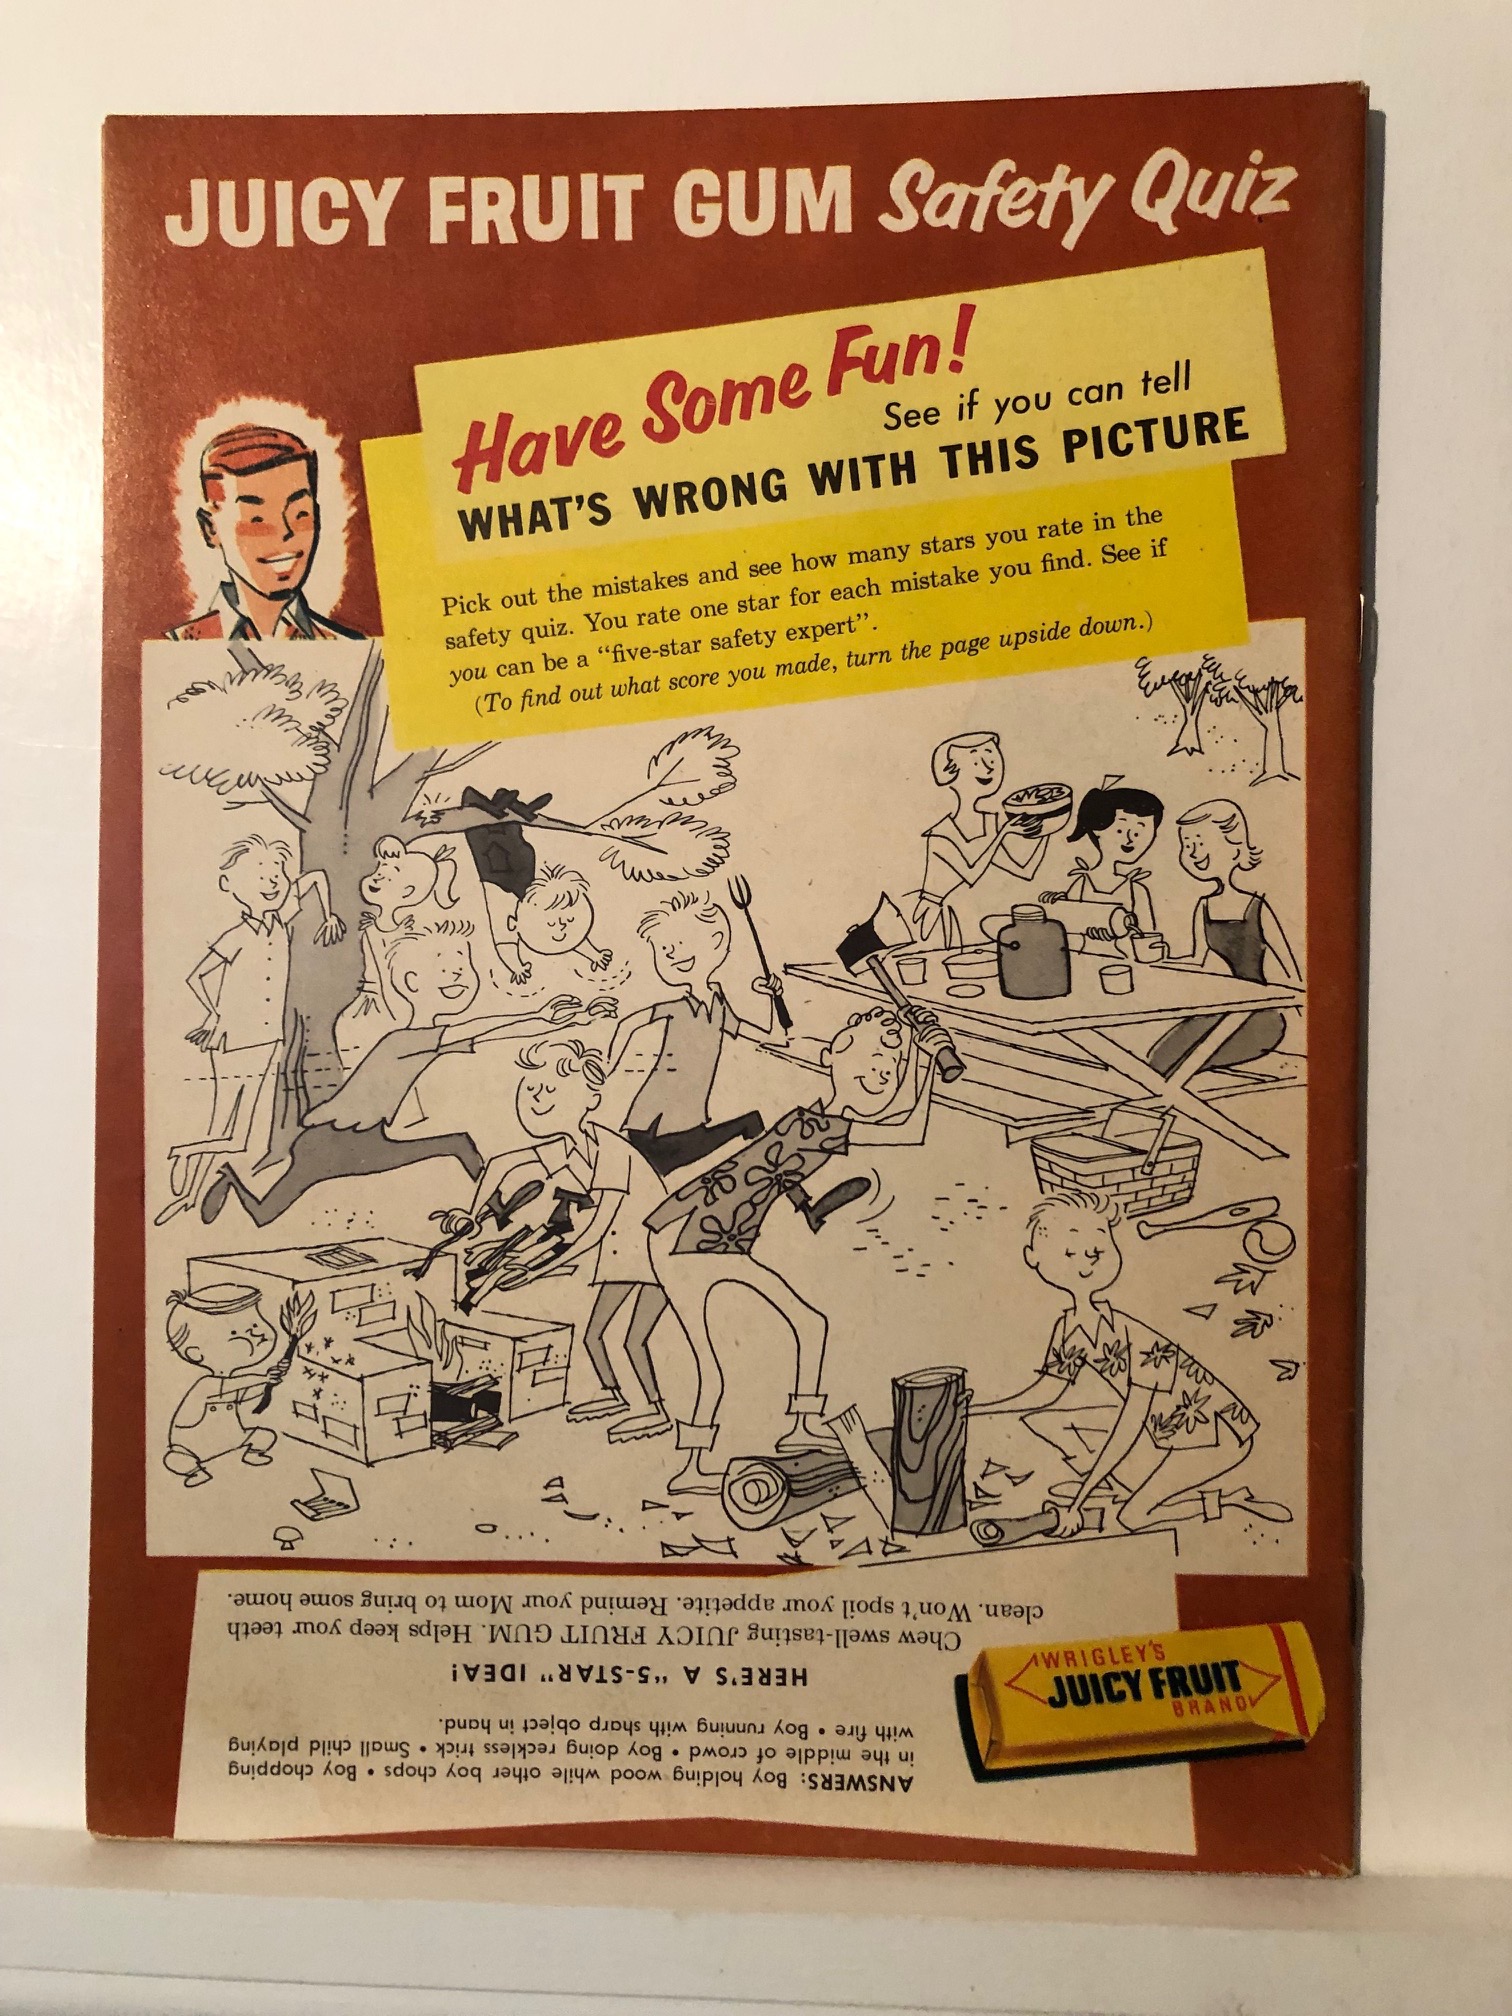 JUICY FRUIT GUM Safety Quiz
Have Some Fun!
See if you can tell
WHAT'S WRONG WITH THIS PICTURE
Pick out the mistakes and see how many stars you rate in the
safety quiz. You rate one star for each mistake you find. See if
you can be a “five-star safety expert”.
(To find out what score you made, turn the page upside down.)
ANSWERS: Boy holding wood while other boy chops • Boy chopping
in the middle of crowd • Boy doing reckless trick • Small child playing
with fire • Boy running with sharp object in hand.
HERE'S A “5-STAR” IDEA!
Chew swell-tasting JUICY FRUIT GUM. Helps keep your teeth
clean. Won't spoil your appetite. Remind your Mom to bring some home.
WRIGLEY'S
JUICY FRUIT
BRAND